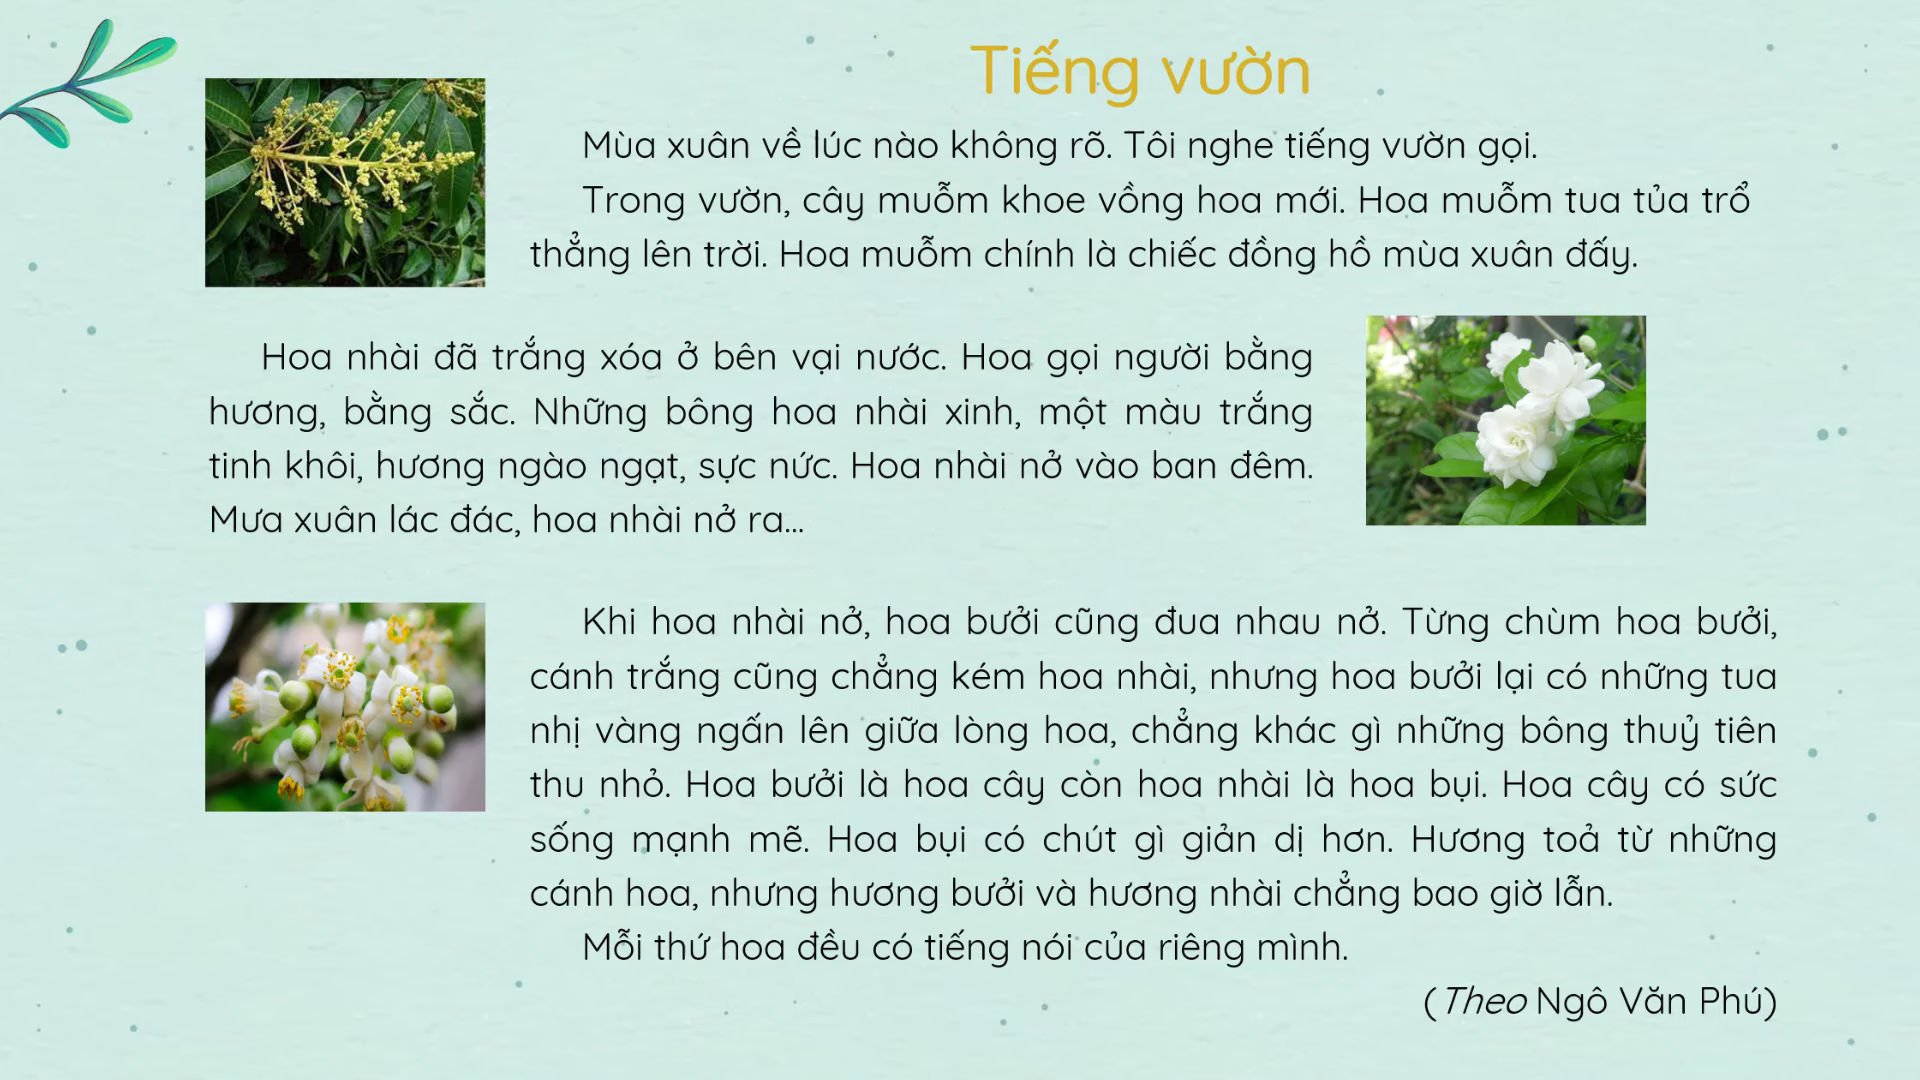 Tiếng vườn
Mùa xuân về lúc nào không rõ. Tôi nghe tiếng vườn gọi.
Trong vườn, cây muỗm khoe vồng hoa mới. Hoa muỗm tua tủa trổ
thẳng lên trời. Hoa muỗm chính là chiếc đồng hồ mùa xuân đấy.
Hoa nhài đã trắng xóa ở bên vại nước. Hoa gọi người bằng
hương, bằng sắc. Những bông hoa nhài xinh, một màu trắng
tinh khôi, hương ngào ngạt, sực nức. Hoa nhài nở vào ban đêm.
Mưa xuân lác đác, hoa nhài nở ra...
Khi hoa nhài nở, hoa bưởi cũng đua nhau nở. Từng chùm hoa bưởi,
cánh trắng cũng chẳng kém hoa nhài, nhưng hoa bưởi lại có những tua
nhị vàng ngấn lên giữa lòng hoa, chẳng khác gì những bông thuỷ tiên
thu nhỏ. Hoa bưởi là hoa cây còn hoa nhài là hoa bụi. Hoa cây có sức
sống mạnh mẽ. Hoa bụi có chút gì giản dị hơn. Hương toả từ những
cánh hoa, nhưng hương bưởi và hương nhài chẳng bao giờ lẫn.
Mỗi thứ hoa đều có tiếng nói của riêng mình.
(Theo Ngô Văn Phú)